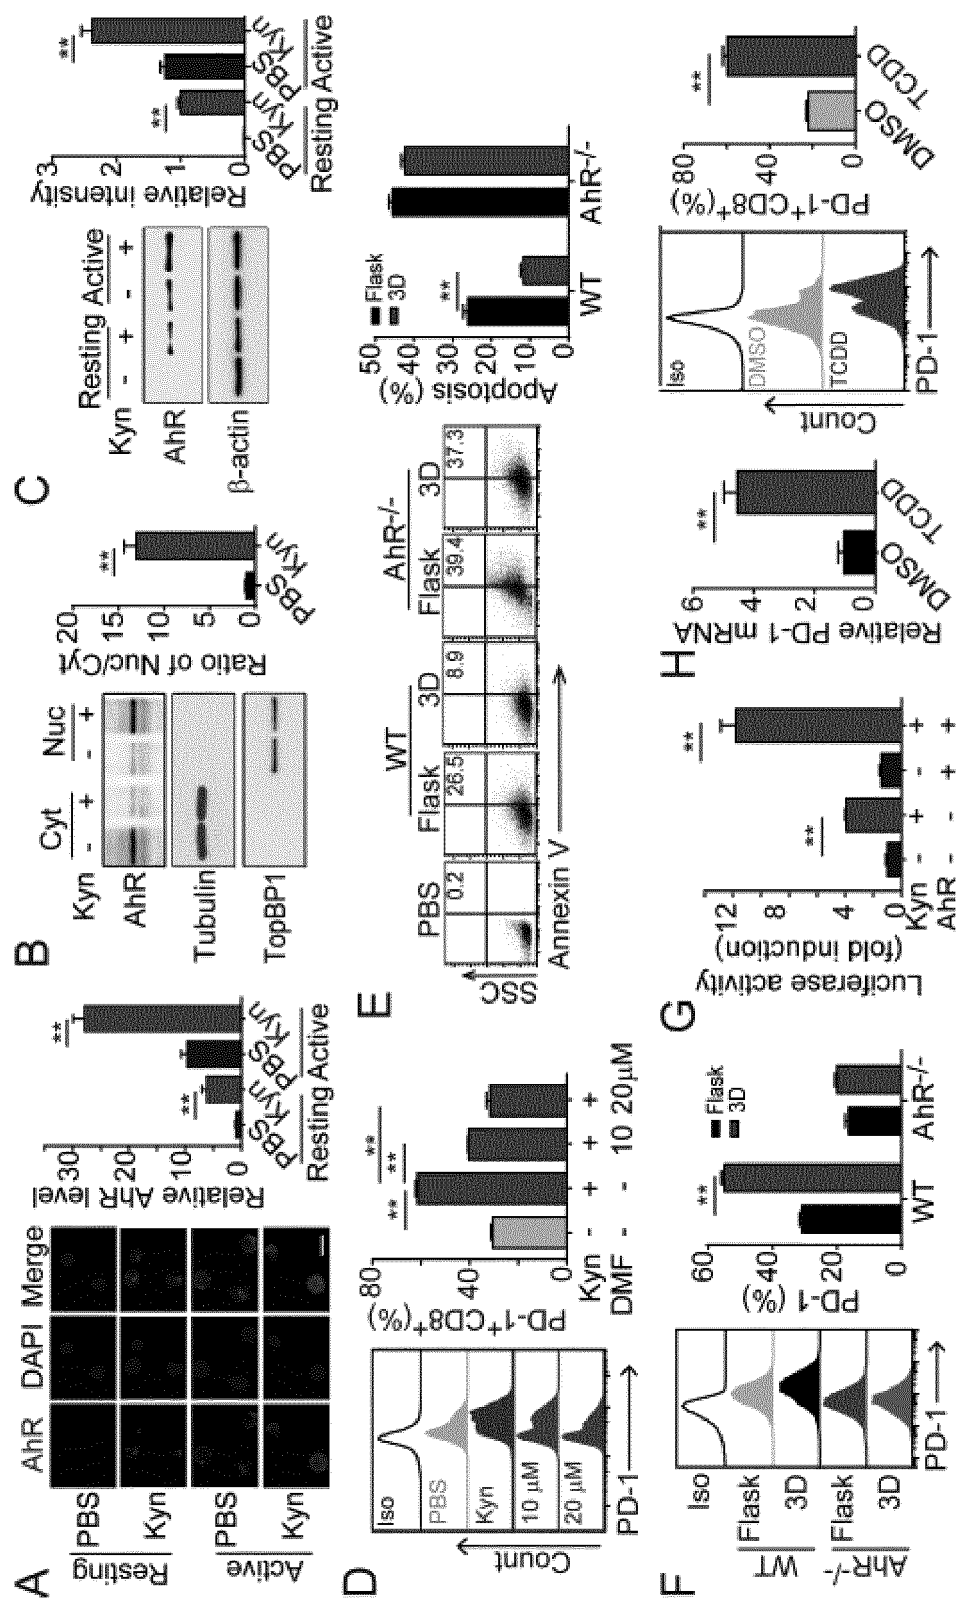 A
AhR DAPI Merge
Resting
PBS
Kyn
Active
PBS
Kyn
Relative AhR level
30
20
10
0
**
**
PBS Kyn PBS Kyn
Resting Active
B
Cyt Nuc
Kyn - + - +
AhR
Tubulin
TopBP1
Ratio of Nuc/Cyt
20
15
10
5
0
**
PBS Kyn
C
Resting Active
Kyn - + - +
AhR
β-actin
Relative intensity
3
2
1
0
**
**
PBS Kyn PBS Kyn
Resting Active
D
Iso
PBS
Kyn
10 μM
20 μM
Count
PD-1
PD-1+CD8+(%)
80
40
0
**
**
**
Kyn - + + +
DMF - - 10 20μM
E
WT AhR-/-
PBS Flask 3D Flask 3D
0.2 26.5 8.9 39.4 37.3
SSC
Annexin V
Apoptosis (%)
50
40
30
20
10
0
Flask
3D
**
WT AhR-/-
F
Iso
WT
Flask
3D
AhR-/-
Flask
3D
PD-1
PD-1 (%)
60
40
20
0
Flask
3D
**
WT AhR-/-
G
Luciferase activity
(fold induction)
12
8
4
0
**
**
Kyn - + - +
AhR - - + +
H
Relative PD-1 mRNA
6
4
2
0
**
DMSO TCDD
Iso
DMSO
TCDD
Count
PD-1
PD-1+CD8+(%)
80
40
0
**
DMSO TCDD